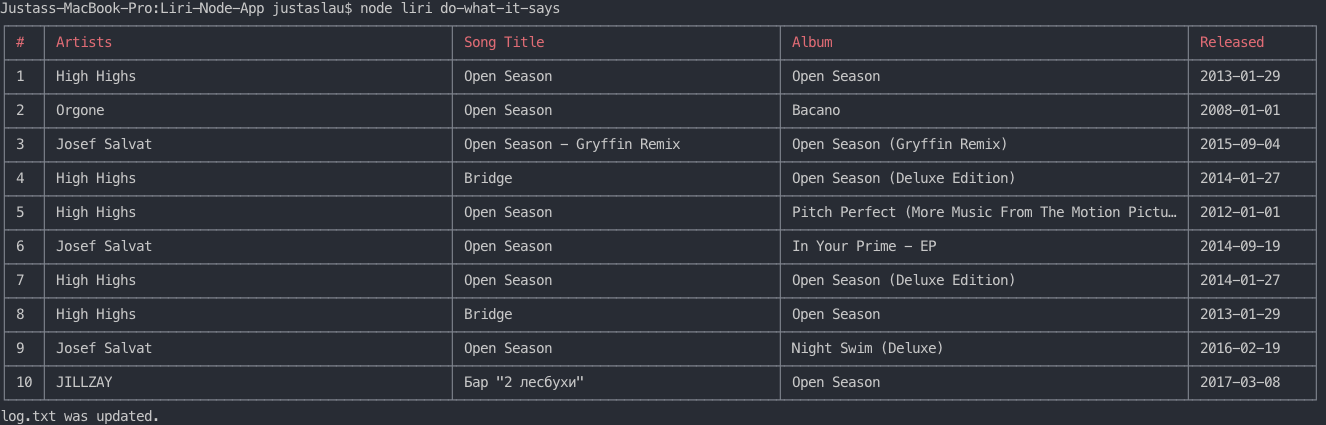 Justass-MacBook-Pro:Liri-Node-App justaslau$ node liri do-what-it-says
# Artists Song Title Album Released
1 High Highs Open Season Open Season 2013-01-29
2 Orgone Open Season Bacano 2008-01-01
3 Josef Salvat Open Season - Gryffin Remix Open Season (Gryffin Remix) 2015-09-04
4 High Highs Bridge Open Season (Deluxe Edition) 2014-01-27
5 High Highs Open Season Pitch Perfect (More Music From The Motion Pictu… 2012-01-01
6 Josef Salvat Open Season In Your Prime - EP 2014-09-19
7 High Highs Open Season Open Season (Deluxe Edition) 2014-01-27
8 High Highs Bridge Open Season 2013-01-29
9 Josef Salvat Open Season Night Swim (Deluxe) 2016-02-19
10 JILLZAY Бар "2 лесбухи" Open Season 2017-03-08
log.txt was updated.